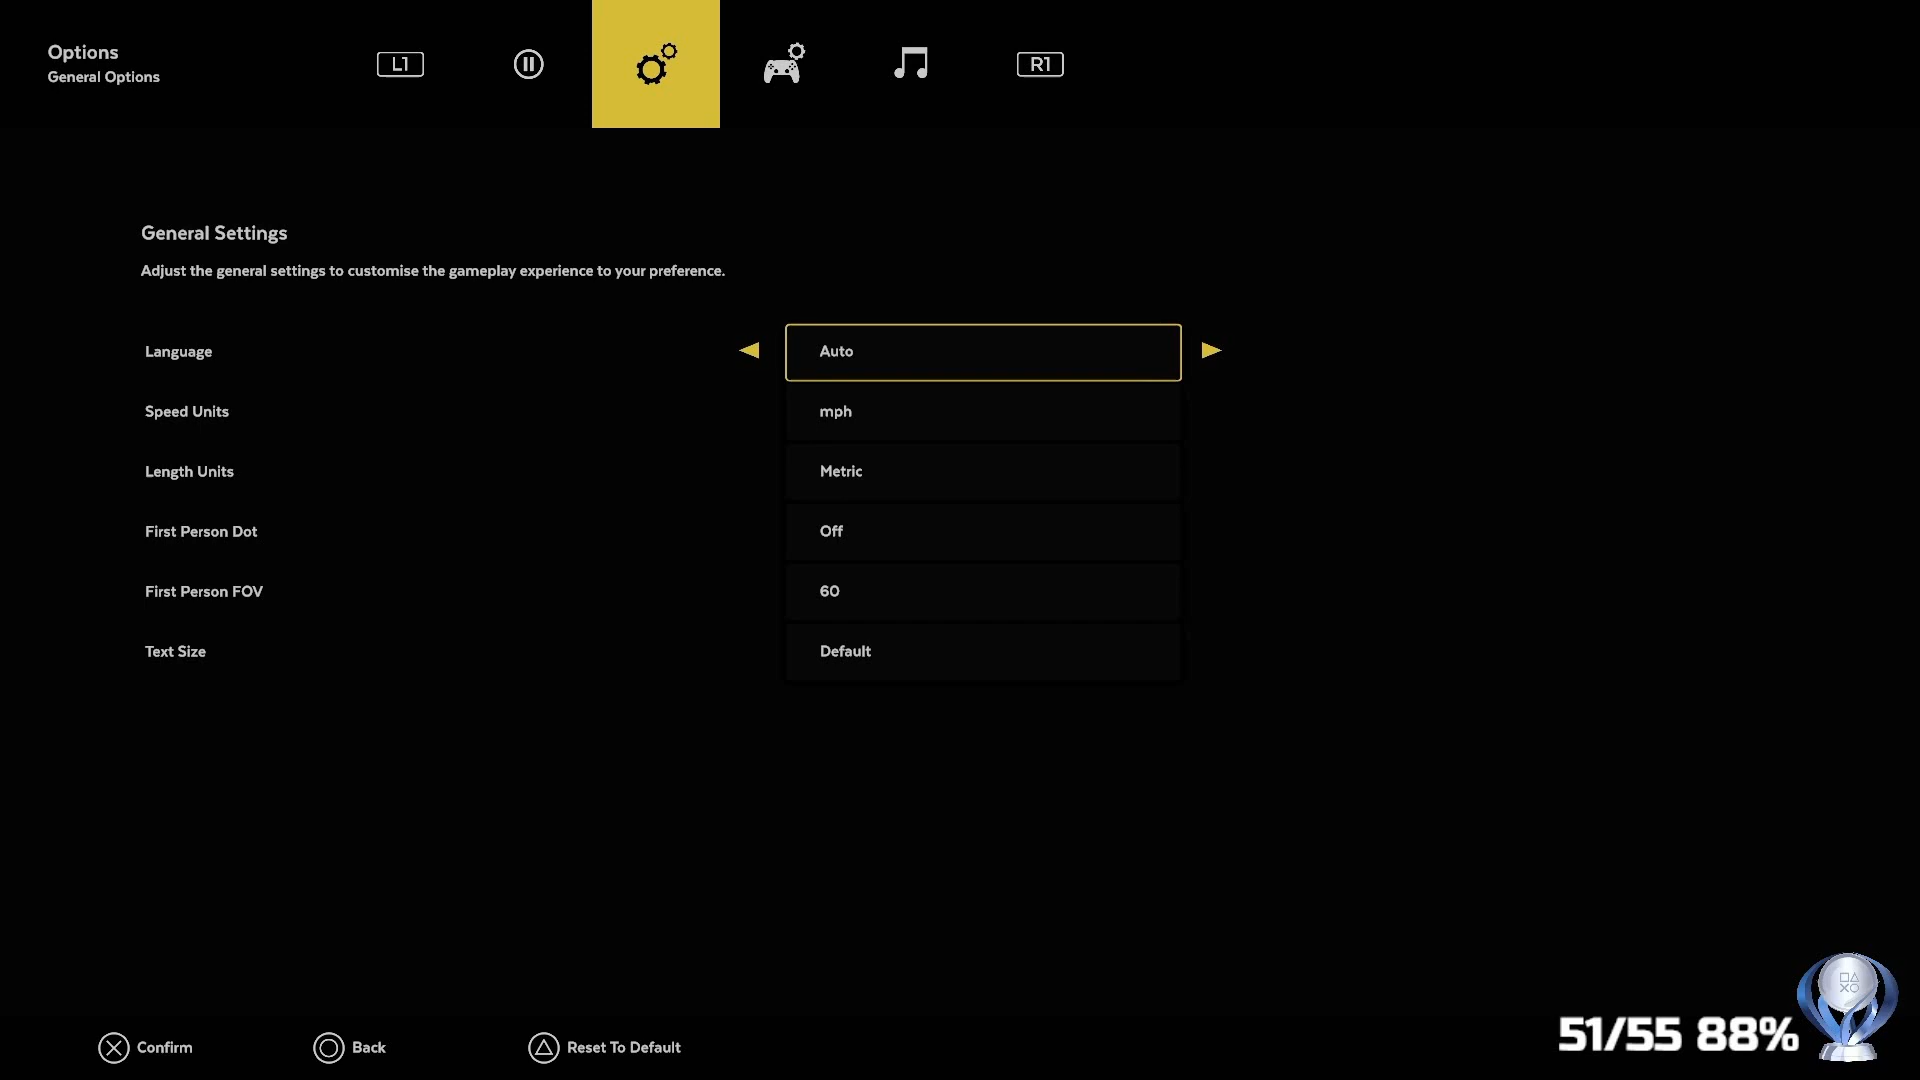 Options
General Options
L1
R1
General Settings
Adjust the general settings to customise the gameplay experience to your preference.
Language
Auto
Speed Units
mph
Length Units
Metric
First Person Dot
Off
First Person FOV
60
Text Size
Default
Confirm
Back
Reset To Default
51/55 88%